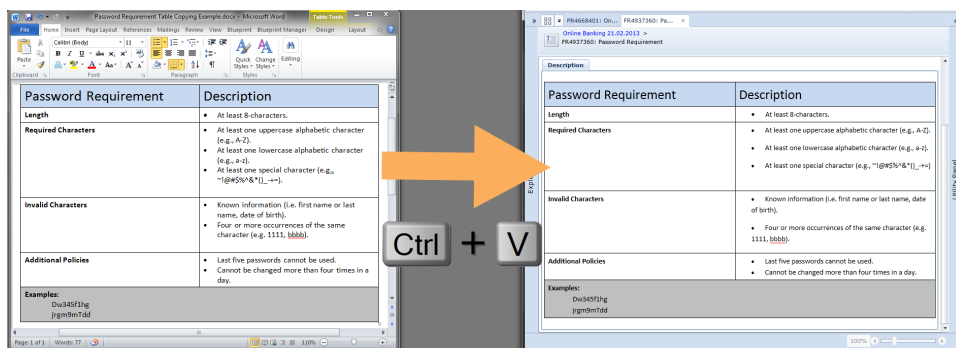 Password Requirement Table Copying Example.docx - Microsoft Word
Table Tools
File Home Insert Page Layout References Mailings Review View Blueprint Blueprint Manager Design Layout
Calibri (Body) 11
Paste
Quick Styles Change Styles Editing
Clipboard Font Paragraph Styles
Password Requirement Description
Length • At least 8-characters.
Required Characters • At least one uppercase alphabetic character
(e.g., A-Z).
• At least one lowercase alphabetic character
(e.g., a-z).
• At least one special character (e.g.,
~!@#$%^&*()_-+=).
Invalid Characters • Known information (i.e. first name or last
name, date of birth).
• Four or more occurrences of the same
character (e.g. 1111, bbbb).
Additional Policies • Last five passwords cannot be used.
• Cannot be changed more than four times in a
day.
Examples:
Dw345f1hg
jrgm9mTdd
Page: 1 of 1 Words: 77 110%
Ctrl + V
PR4668401: On... FR4937360: Pa...
Online Banking 21.02.2013 >
FR4937360: Password Requirement
Description
Password Requirement Description
Length • At least 8-characters.
Required Characters • At least one uppercase alphabetic character (e.g., A-Z).
• At least one lowercase alphabetic character (e.g., a-z).
• At least one special character (e.g., ~!@#$%^&*()_-+=)
Invalid Characters • Known information (i.e. first name or last name, date
of birth).
• Four or more occurrences of the same character (e.g.
1111, bbbb).
Additional Policies • Last five passwords cannot be used.
• Cannot be changed more than four times in a day.
Examples:
Dw345f1hg
jrgm9mTdd
Utility Panel
100%